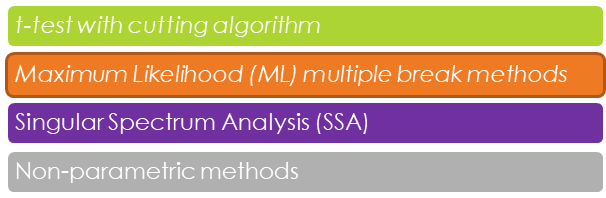 t-test with cutting algorithm
Maximum Likelihood (ML) multiple break methods
Singular Spectrum Analysis (SSA)
Non-parametric methods